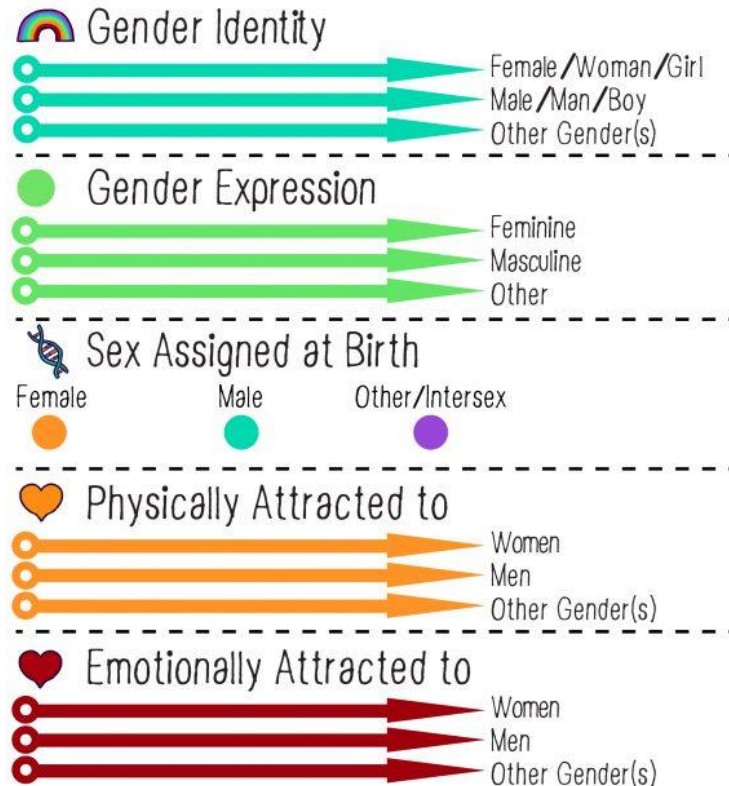 Gender Identity
Female/Woman/Girl
Male/Man/Boy
Other Gender(s)
Gender Expression
Feminine
Masculine
Other
Sex Assigned at Birth
Female Male Other/Intersex
Physically Attracted to
Women
Men
Other Gender(s)
Emotionally Attracted to
Women
Men
Other Gender(s)